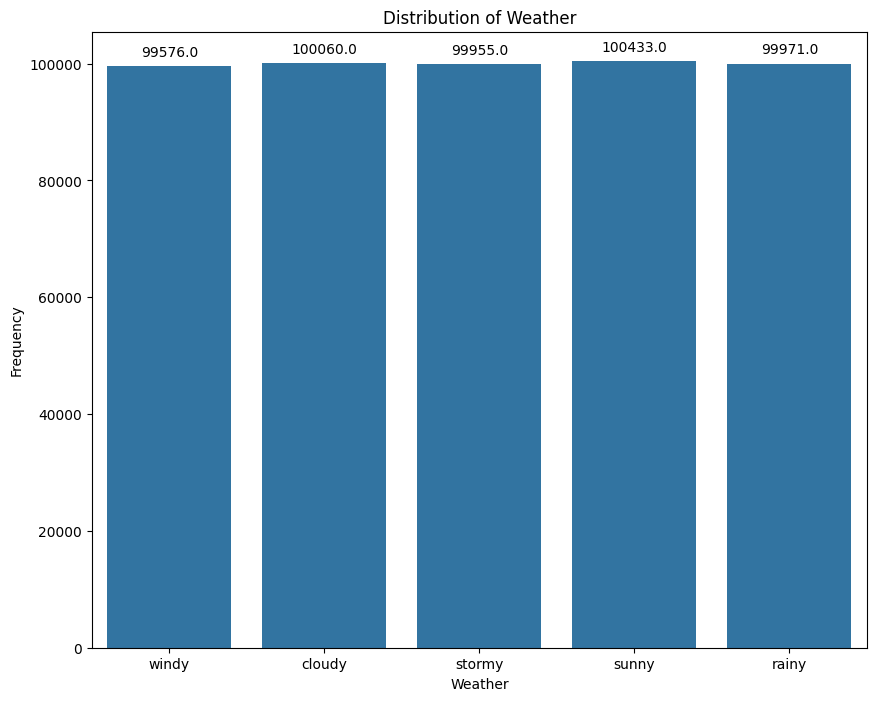 Distribution of Weather
99576.0
100060.0
99955.0
100433.0
99971.0
100000
80000
60000
40000
20000
0
Frequency
windy
cloudy
stormy
sunny
rainy
Weather